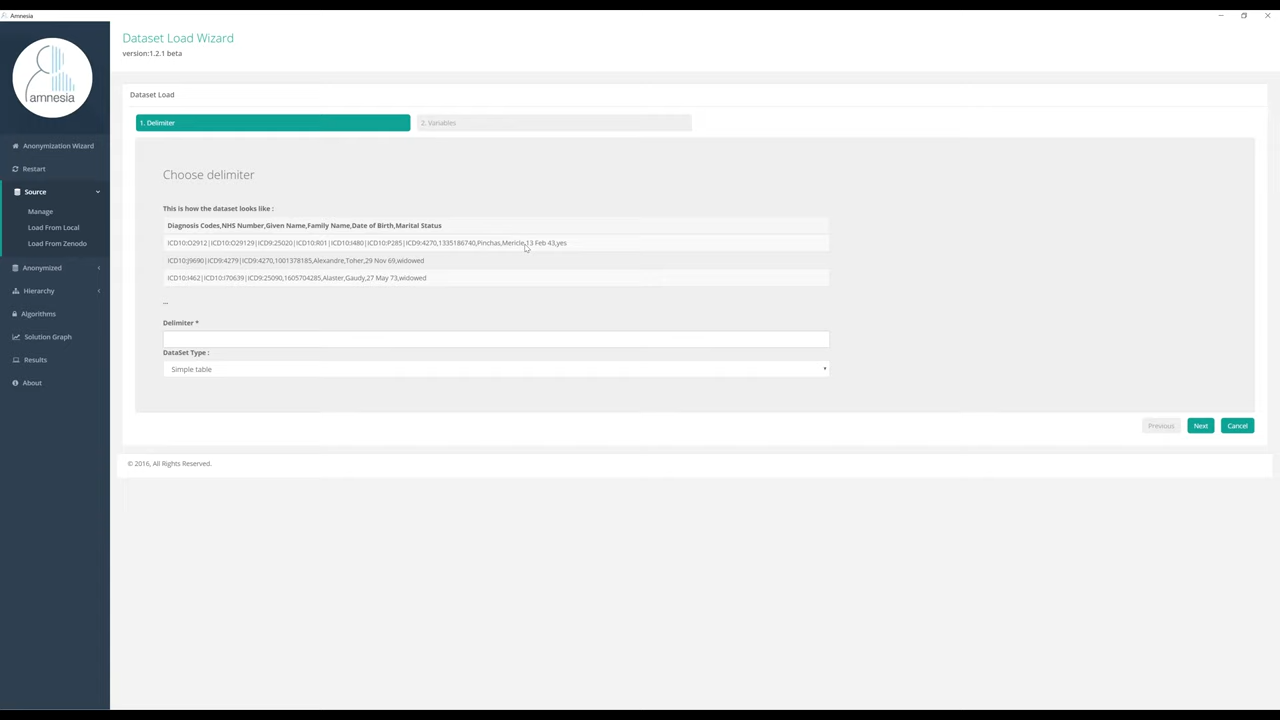 Amnesia
amnesia
Anonymization Wizard
Restart
Source
Manage
Load From Local
Load From Zenodo
Anonymized
Hierarchy
Algorithms
Solution Graph
Results
About
Dataset Load Wizard
version:1.2.1 beta
Dataset Load
1. Delimiter
2. Variables
Choose delimiter
This is how the dataset looks like :
Diagnosis Codes,NHS Number,Given Name,Family Name,Date of Birth,Marital Status
ICD10:O2912|ICD10:O29129|ICD9:25020|ICD10:R01|ICD10:I480|ICD10:P285|ICD9:4270,1335186740,Pinchas,Mericle,13 Feb 43,yes
ICD10:J9690|ICD9:4279|ICD9:4270,1001378185,Alexandre,Toher,29 Nov 69,widowed
ICD10:I462|ICD10:I70639|ICD9:25090,1605704285,Alaster,Gaudy,27 May 73,widowed
...
Delimiter *
DataSet Type :
Simple table
Previous
Next
Cancel
© 2016, All Rights Reserved.